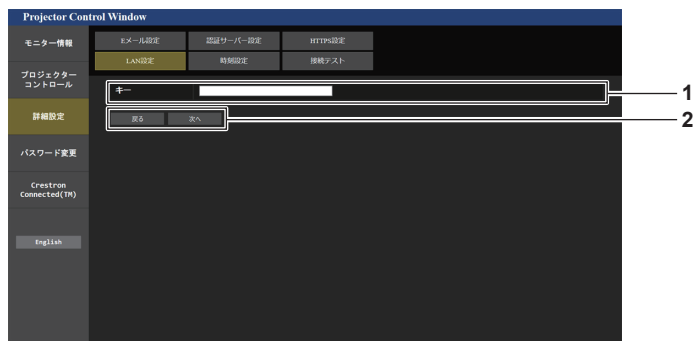 Projector Control Window
モニター情報
プロジェクター
コントロール
詳細設定
パスワード変更
Crestron
Connected(TM)
English
Eメール設定
認証サーバー設定
HTTPS設定
LAN設定
時刻設定
接続テスト
キー
戻る
次へ
1
2